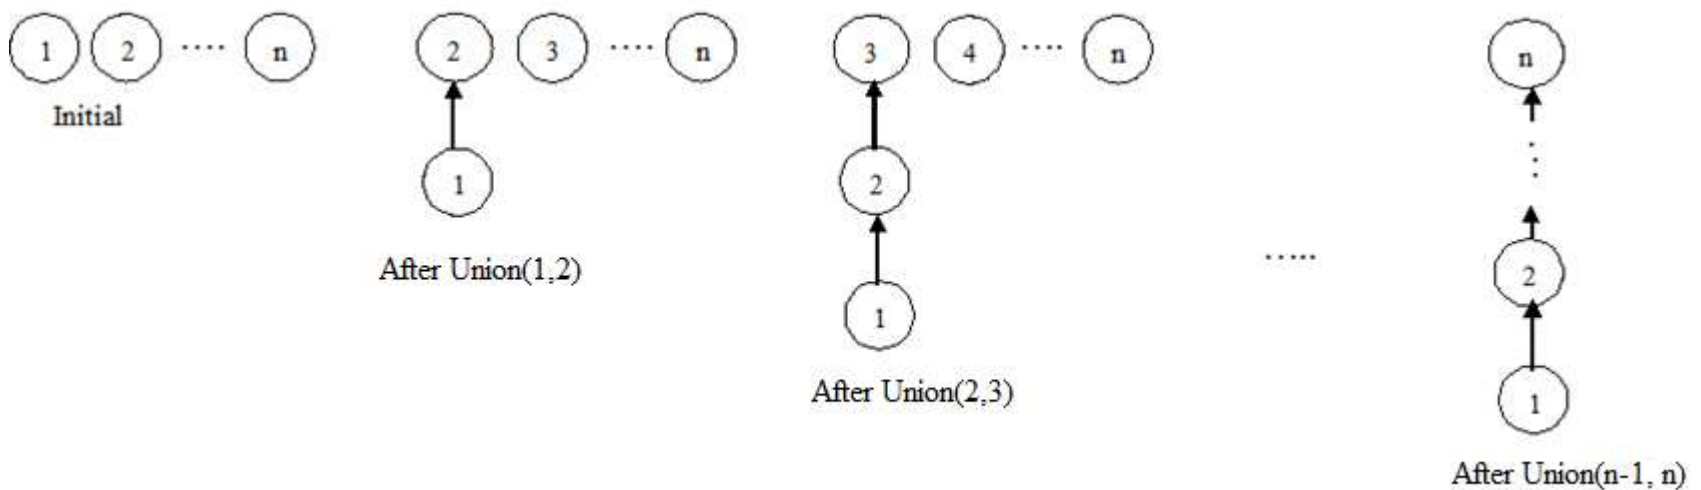 1 2 .... n
Initial
2 3 .... n
1
After Union(1,2)
3 4 .... n
2
1
After Union(2,3)
.....
n
2
1
After Union(n-1, n)